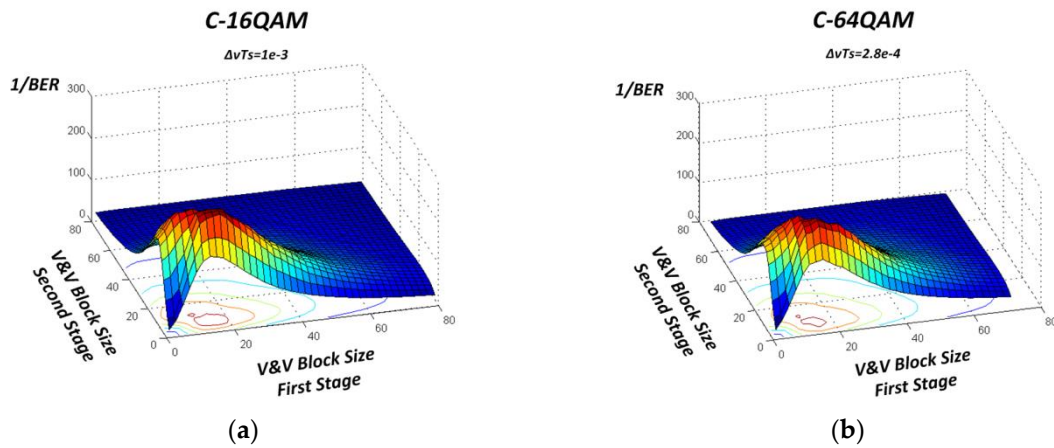 C-16QAM
ΔvTs=1e-3
1/BER
300
200
100
0
80
60
40
20
0
V&V Block Size
Second Stage
0
20
40
60
80
V&V Block Size
First Stage
(a)
C-64QAM
ΔvTs=2.8e-4
1/BER
300
200
100
0
80
60
40
20
0
V&V Block Size
Second Stage
0
20
40
60
80
V&V Block Size
First Stage
(b)